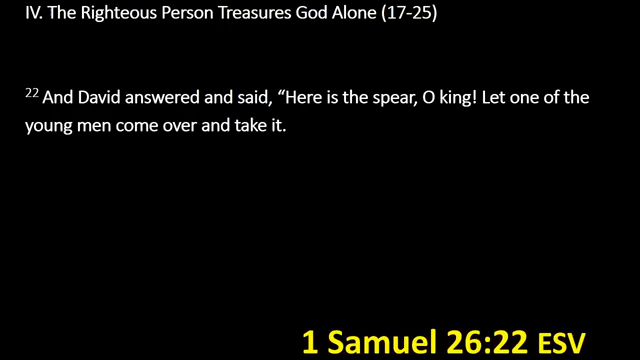 IV. The Righteous Person Treasures God Alone (17-25)
22 And David answered and said, “Here is the spear, O king! Let one of the
young men come over and take it.
1 Samuel 26:22 ESV